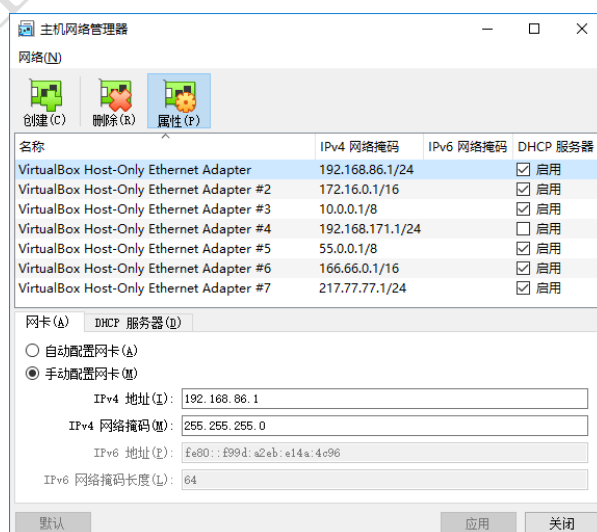 主机网络管理器
网络(N)
创建(C) 删除(R) 属性(P)
名称 IPv4 网络掩码 IPv6 网络掩码 DHCP 服务器
VirtualBox Host-Only Ethernet Adapter 192.168.86.1/24 启用
VirtualBox Host-Only Ethernet Adapter #2 172.16.0.1/16 启用
VirtualBox Host-Only Ethernet Adapter #3 10.0.0.1/8 启用
VirtualBox Host-Only Ethernet Adapter #4 192.168.171.1/24 启用
VirtualBox Host-Only Ethernet Adapter #5 55.0.0.1/8 启用
VirtualBox Host-Only Ethernet Adapter #6 166.66.0.1/16 启用
VirtualBox Host-Only Ethernet Adapter #7 217.77.77.1/24 启用
网卡(A) DHCP 服务器(D)
自动配置网卡(A)
手动配置网卡(M)
IPv4 地址(I): 192.168.86.1
IPv4 网络掩码(M): 255.255.255.0
IPv6 地址(P): fe80::f99d:a2eb:e14a:4c96
IPv6 网络掩码长度(L): 64
默认 应用 关闭